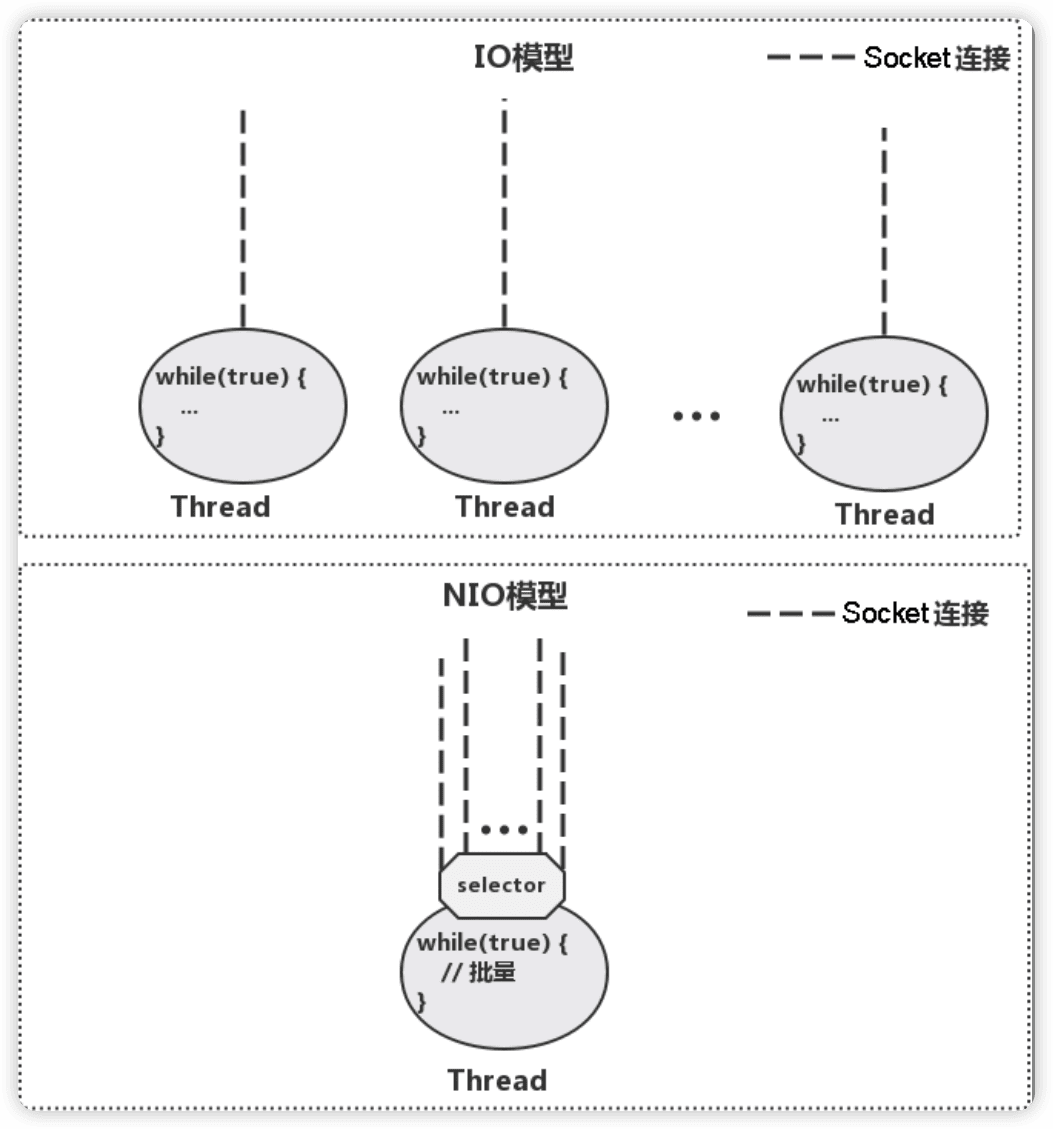 IO模型
Socket 连接
while(true) {
...
}
Thread
while(true) {
...
}
Thread
...
while(true) {
...
}
Thread
NIO模型
Socket 连接
...
selector
while(true) {
// 批量
}
Thread